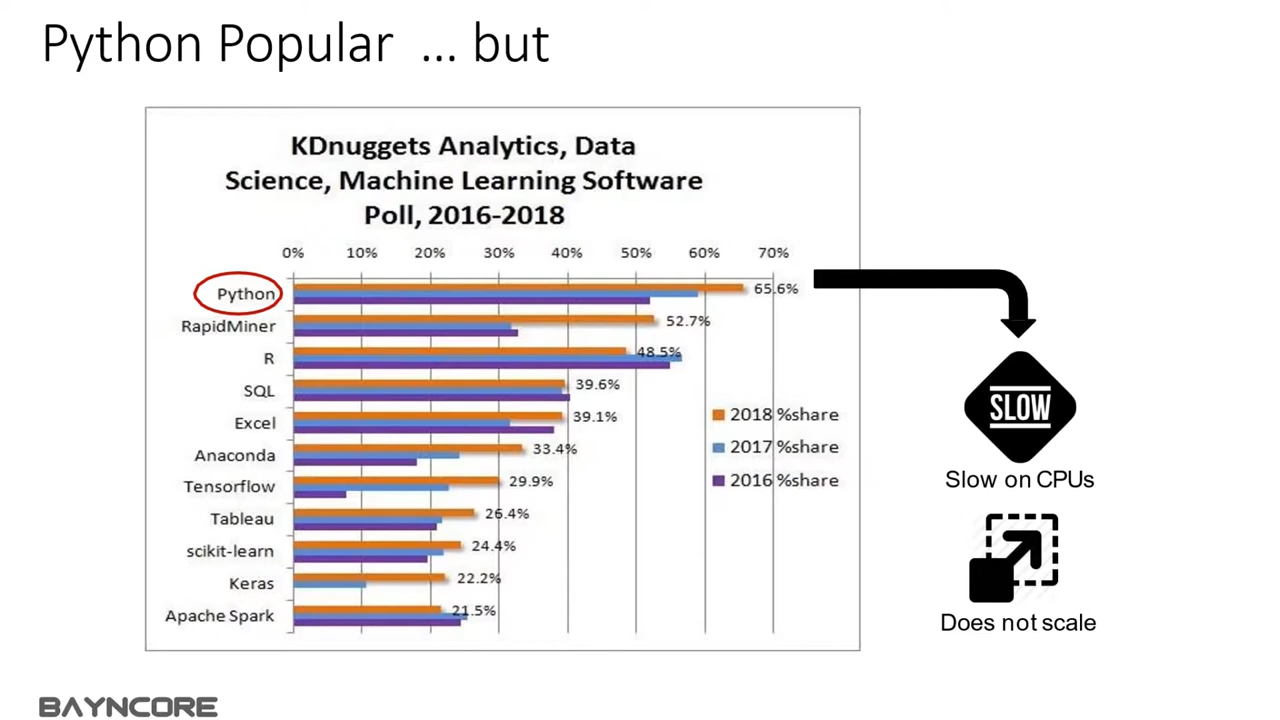 Python Popular ... but
KDnuggets Analytics, Data
Science, Machine Learning Software
Poll, 2016-2018
0% 10% 20% 30% 40% 50% 60% 70%
Python 65.6%
RapidMiner 52.7%
R 48.5%
SQL 39.6%
Excel 39.1%
Anaconda 33.4%
Tensorflow 29.9%
Tableau 26.4%
scikit-learn 24.4%
Keras 22.2%
Apache Spark 21.5%
2018 %share
2017 %share
2016 %share
SLOW
Slow on CPUs
Does not scale
BAYNCORE